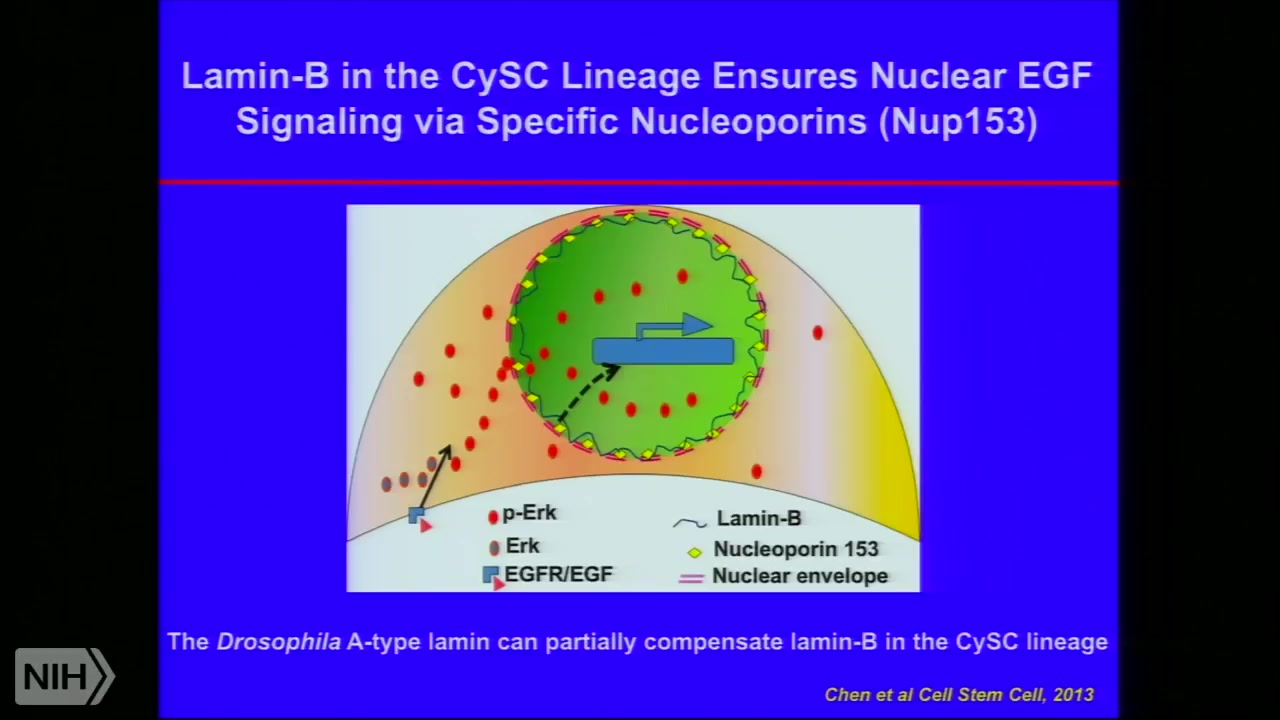 Lamin-B in the CySC Lineage Ensures Nuclear EGF
Signaling via Specific Nucleoporins (Nup153)
p-Erk
Erk
EGFR/EGF
Lamin-B
Nucleoporin 153
Nuclear envelope
The Drosophila A-type lamin can partially compensate lamin-B in the CySC lineage
Chen et al Cell Stem Cell, 2013
NIH